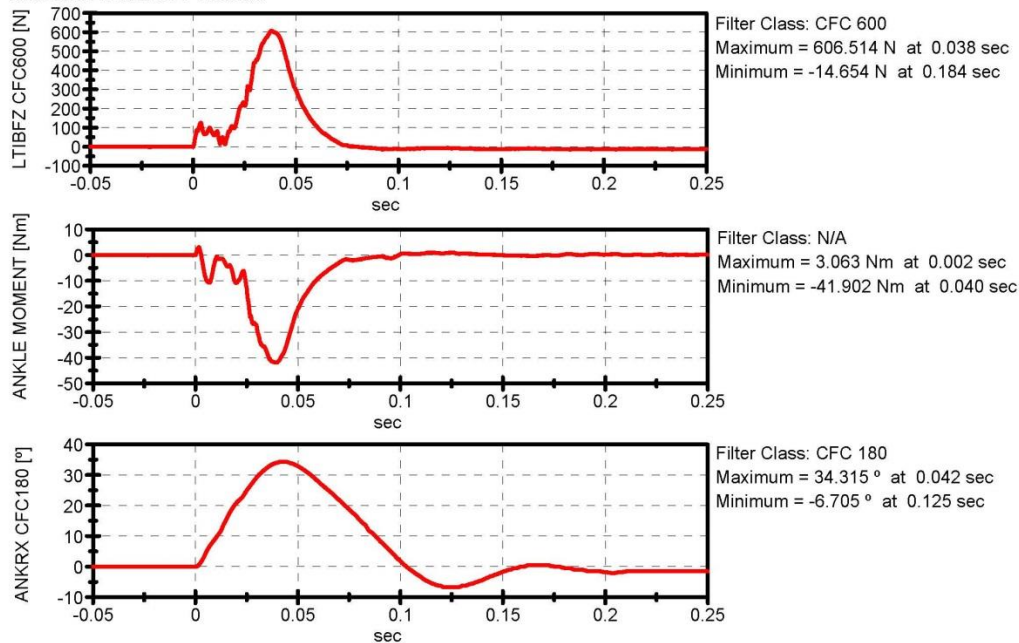 LTIBFZ CFC600 [N]
700
600
500
400
300
200
100
0
-100
-0.05 0 0.05 0.1 0.15 0.2 0.25
sec
Filter Class: CFC 600
Maximum = 606.514 N at 0.038 sec
Minimum = -14.654 N at 0.184 sec
ANKLE MOMENT [Nm]
10
0
-10
-20
-30
-40
-50
-0.05 0 0.05 0.1 0.15 0.2 0.25
sec
Filter Class: N/A
Maximum = 3.063 Nm at 0.002 sec
Minimum = -41.902 Nm at 0.040 sec
ANKRX CFC180 [º]
40
30
20
10
0
-10
-0.05 0 0.05 0.1 0.15 0.2 0.25
sec
Filter Class: CFC 180
Maximum = 34.315 º at 0.042 sec
Minimum = -6.705 º at 0.125 sec